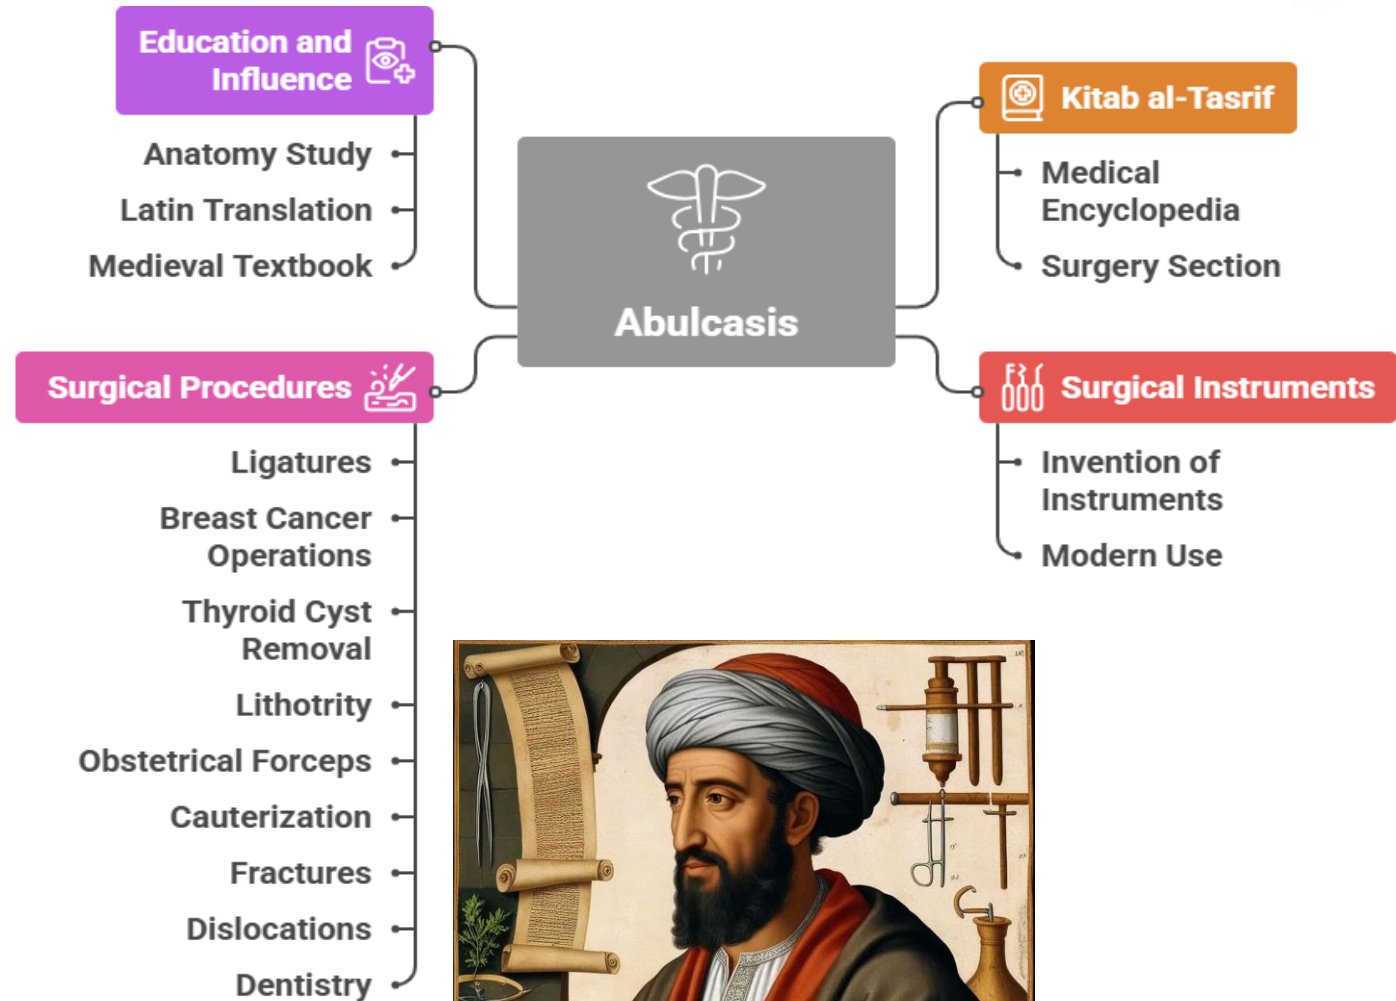 Education and
Influence
Anatomy Study
Latin Translation
Medieval Textbook
Surgical Procedures
Ligatures
Breast Cancer
Operations
Thyroid Cyst
Removal
Lithotrity
Obstetrical Forceps
Cauterization
Fractures
Dislocations
Dentistry
Abulcasis
Kitab al-Tasrif
Medical
Encyclopedia
Surgery Section
Surgical Instruments
Invention of
Instruments
Modern Use